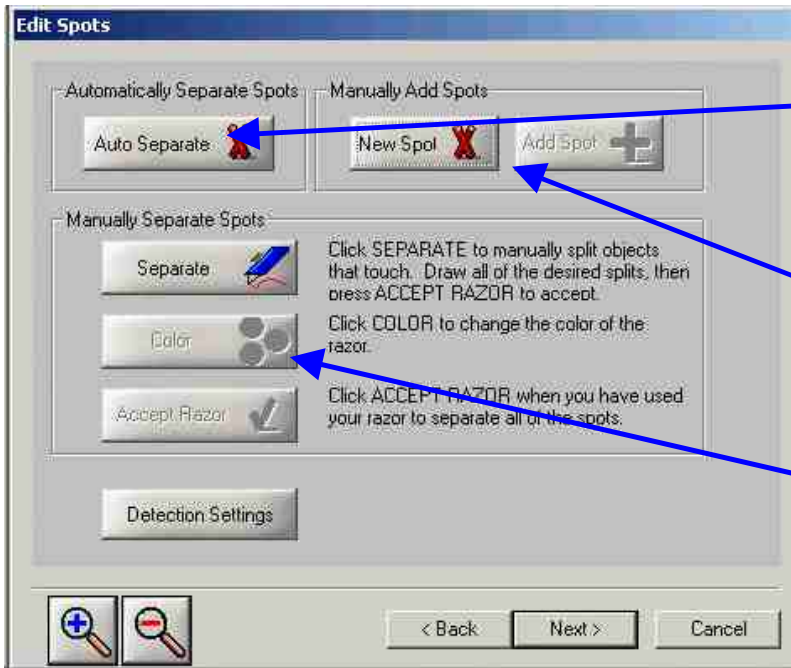 Edit Spots
Automatically Separate Spots
Manually Add Spots
Auto Separate
New Spot
Add Spot
Manually Separate Spots
Separate
Click SEPARATE to manually split objects
that touch. Draw all of the desired splits, then
press ACCEPT RAZOR to accept.
Color
Click COLOR to change the color of the
razor.
Accept Razor
Click ACCEPT RAZOR when you have used
your razor to separate all of the spots.
Detection Settings
< Back
Next >
Cancel